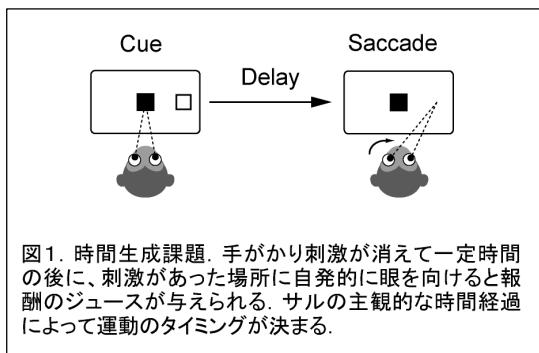 Cue
Saccade
Delay
図1. 時間生成課題. 手がかり刺激が消えて一定時間
の後に、刺激があった場所に自発的に眼を向けると報
酬のジュースが与えられる. サルの主観的な時間経過
によって運動のタイミングが決まる.